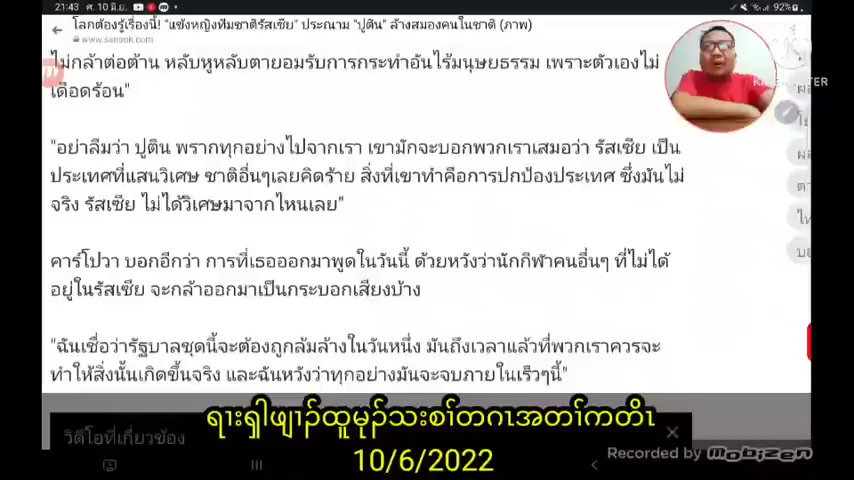 21:43 ศ. 10 มิ.ย. 92%
โลกต้องรู้เรื่องนี้! "แข้งหญิงทีมชาติรัสเซีย" ประณาม "ปูติน" ล้างสมองคนในชาติ (ภาพ)
www.sanook.com
ไม่กล้าต่อต้าน หลับหูหลับตายอมรับการกระทำอันไร้มนุษยธรรม เพราะตัวเองไม่
เดือดร้อน"
"อย่าลืมว่า ปูติน พรากทุกอย่างไปจากเรา เขามักจะบอกพวกเราเสมอว่า รัสเซีย เป็น
ประเทศที่แสนวิเศษ ชาติอื่นๆเลยคิดร้าย สิ่งที่เขาทำคือการปกป้องประเทศ ซึ่งมันไม่
จริง รัสเซีย ไม่ได้วิเศษมาจากไหนเลย"
คาร์โปวา บอกอีกว่า การที่เธอออกมาพูดในวันนี้ ด้วยหวังว่านักกีฬาคนอื่นๆ ที่ไม่ได้
อยู่ในรัสเซีย จะกล้าออกมาเป็นกระบอกเสียงบ้าง
"ฉันเชื่อว่ารัฐบาลชุดนี้จะต้องถูกล้มล้างในวันหนึ่ง มันถึงเวลาแล้วที่พวกเราควรจะ
ทำให้สิ่งนั้นเกิดขึ้นจริง และฉันหวังว่าทุกอย่างมันจะจบภายในเร็วๆนี้"
วิดีโอที่เกี่ยวข้อง
10/6/2022
Recorded by mobizen